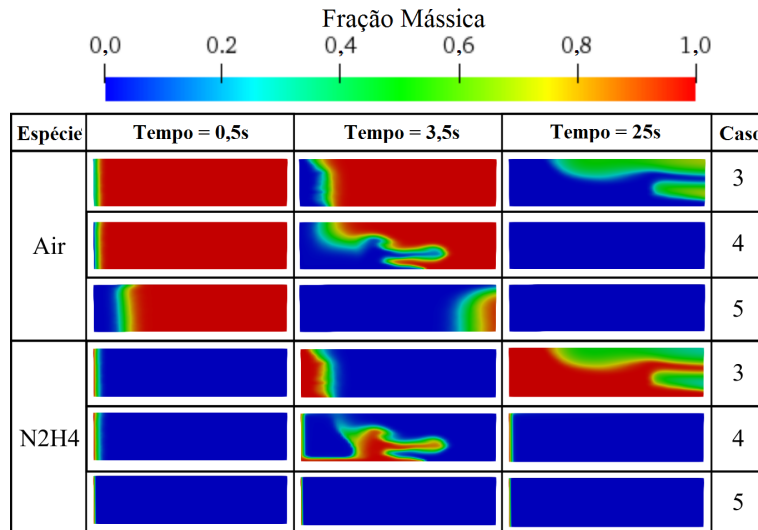 Fração Mássica
0,0 0.2 0,4 0,6 0,8 1,0
Espécie Tempo = 0,5s Tempo = 3,5s Tempo = 25s Caso
Air
3
4
5
N2H4
3
4
5